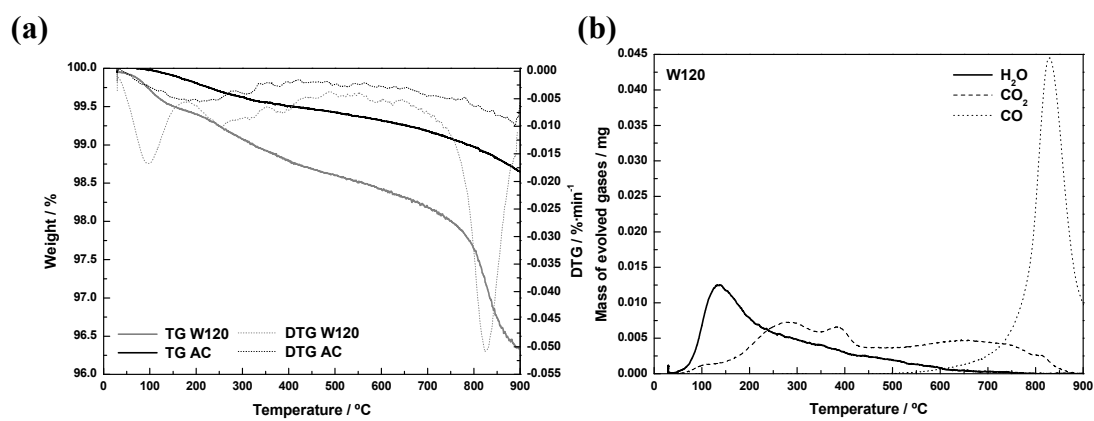 (a)
(b)
100.0
99.5
99.0
98.5
98.0
97.5
97.0
96.5
96.0
Weight / %
0.000
-0.005
-0.010
-0.015
-0.020
-0.025
-0.030
-0.035
-0.040
-0.045
-0.050
-0.055
DTG / %·min⁻¹
TG W120
TG AC
DTG W120
DTG AC
0 100 200 300 400 500 600 700 800 900
Temperature / ºC
0.045
0.040
0.035
0.030
0.025
0.020
0.015
0.010
0.005
0.000
Mass of evolved gases / mg
W120
H₂O
CO₂
CO
0 100 200 300 400 500 600 700 800 900
Temperature / ºC